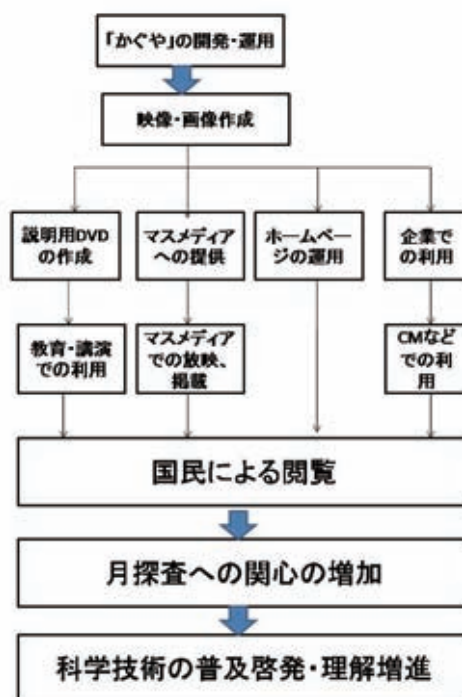 「かぐや」の開発・運用
映像・画像作成
説明用DVD
の作成
マスメディア
への提供
ホームペー
ジの運用
企業で
の利用
教育・講演
での利用
マスメディア
での放映、
掲載
CMなど
での利
用
国民による閲覧
月探査への関心の増加
科学技術の普及啓発・理解増進